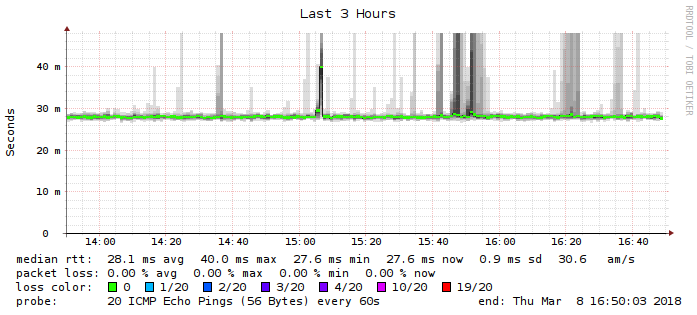 Last 3 Hours
RRDTOOL / TOBI OETIKER
Seconds
40 m
30 m
20 m
10 m
0
14:00 14:20 14:40 15:00 15:20 15:40 16:00 16:20 16:40
median rtt: 28.1 ms avg 40.0 ms max 27.6 ms min 27.6 ms now 0.9 ms sd 30.6 am/s
packet loss: 0.00 % avg 0.00 % max 0.00 % min 0.00 % now
loss color: 0 1/20 2/20 3/20 4/20 10/20 19/20
probe: 20 ICMP Echo Pings (56 Bytes) every 60s end: Thu Mar 8 16:50:03 2018